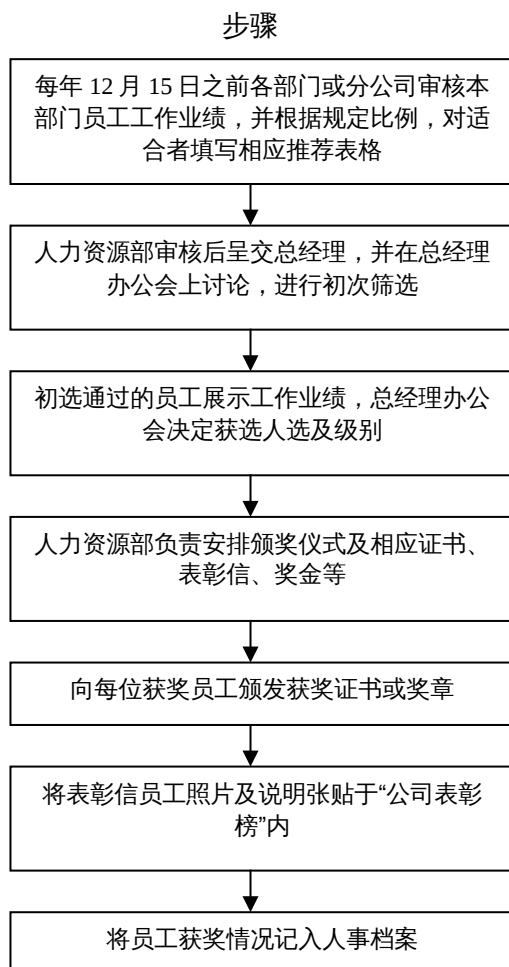 步骤
每年 12 月 15 日之前各部门或分公司审核本
部门员工工作业绩，并根据规定比例，对适
合者填写相应推荐表格
人力资源部审核后呈交总经理，并在总经理
办公会上讨论，进行初次筛选
初选通过的员工展示工作业绩，总经理办公
会决定获选人选及级别
人力资源部负责安排颁奖仪式及相应证书、
表彰信、奖金等
向每位获奖员工颁发获奖证书或奖章
将表彰信员工照片及说明张贴于“公司表彰
榜”内
将员工获奖情况记入人事档案